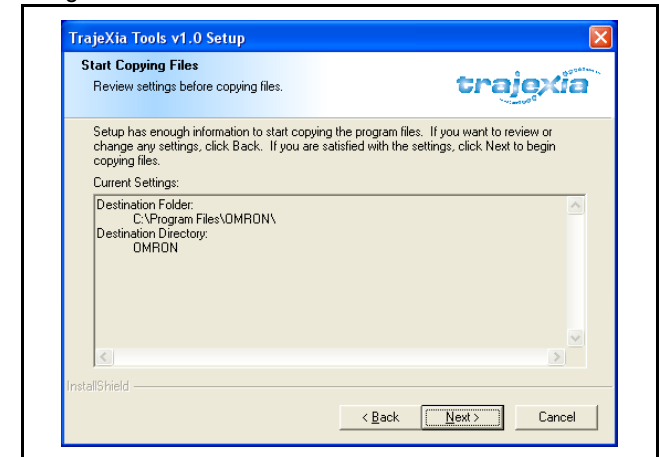 TrajeXia Tools v1.0 Setup
Start Copying Files
Review settings before copying files.
trajexia
Setup has enough information to start copying the program files. If you want to review or
change any settings, click Back. If you are satisfied with the settings, click Next to begin
copying files.
Current Settings:
Destination Folder:
C:\Program Files\OMRON\
Destination Directory:
OMRON
InstallShield
< Back
Next >
Cancel